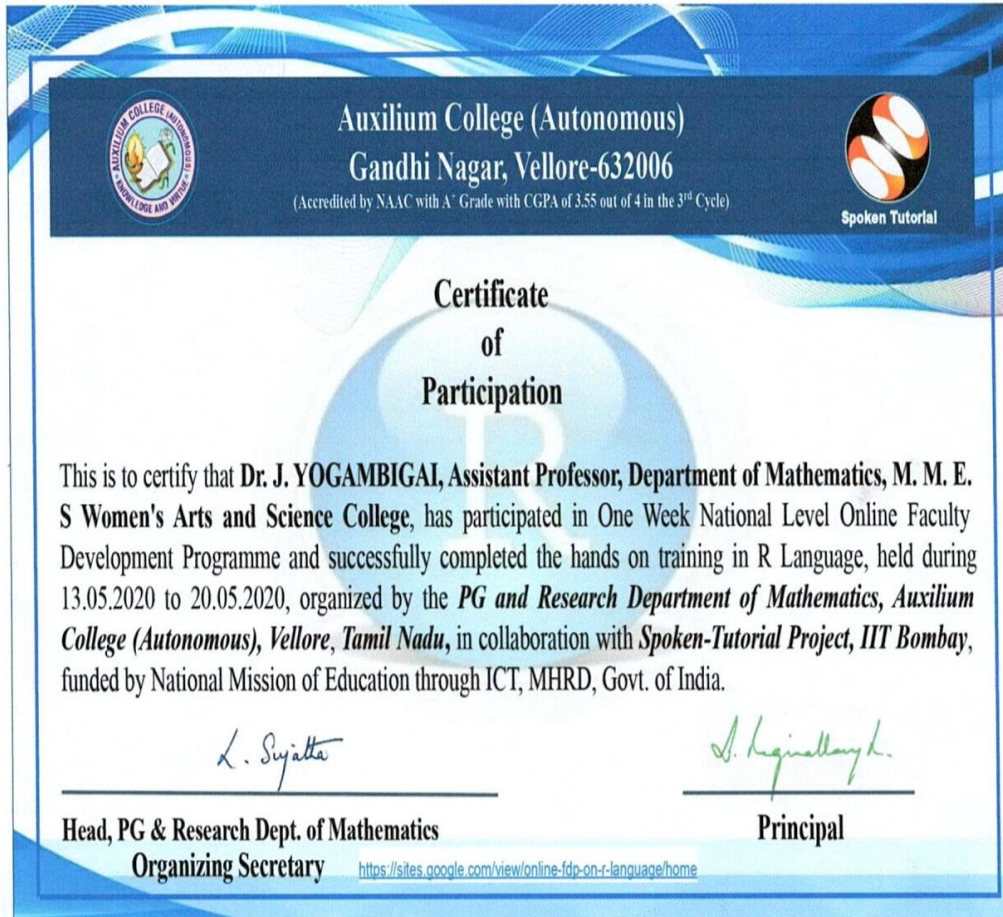 AUXILIUM COLLEGE (AUTONOMOUS)
KNOWLEDGE AND VIRTUE
Auxilium College (Autonomous)
Gandhi Nagar, Vellore-632006
(Accredited by NAAC with A⁺ Grade with CGPA of 3.55 out of 4 in the 3ʳᵈ Cycle)
Spoken Tutorial
Certificate
of
Participation
R
This is to certify that Dr. J. YOGAMBIGAI, Assistant Professor, Department of Mathematics, M. M. E.
S Women's Arts and Science College, has participated in One Week National Level Online Faculty
Development Programme and successfully completed the hands on training in R Language, held during
13.05.2020 to 20.05.2020, organized by the PG and Research Department of Mathematics, Auxilium
College (Autonomous), Vellore, Tamil Nadu, in collaboration with Spoken-Tutorial Project, IIT Bombay,
funded by National Mission of Education through ICT, MHRD, Govt. of India.
L. Sujatha
Head, PG & Research Dept. of Mathematics
Organizing Secretary
Principal
https://sites.google.com/view/online-fdp-on-r-language/home